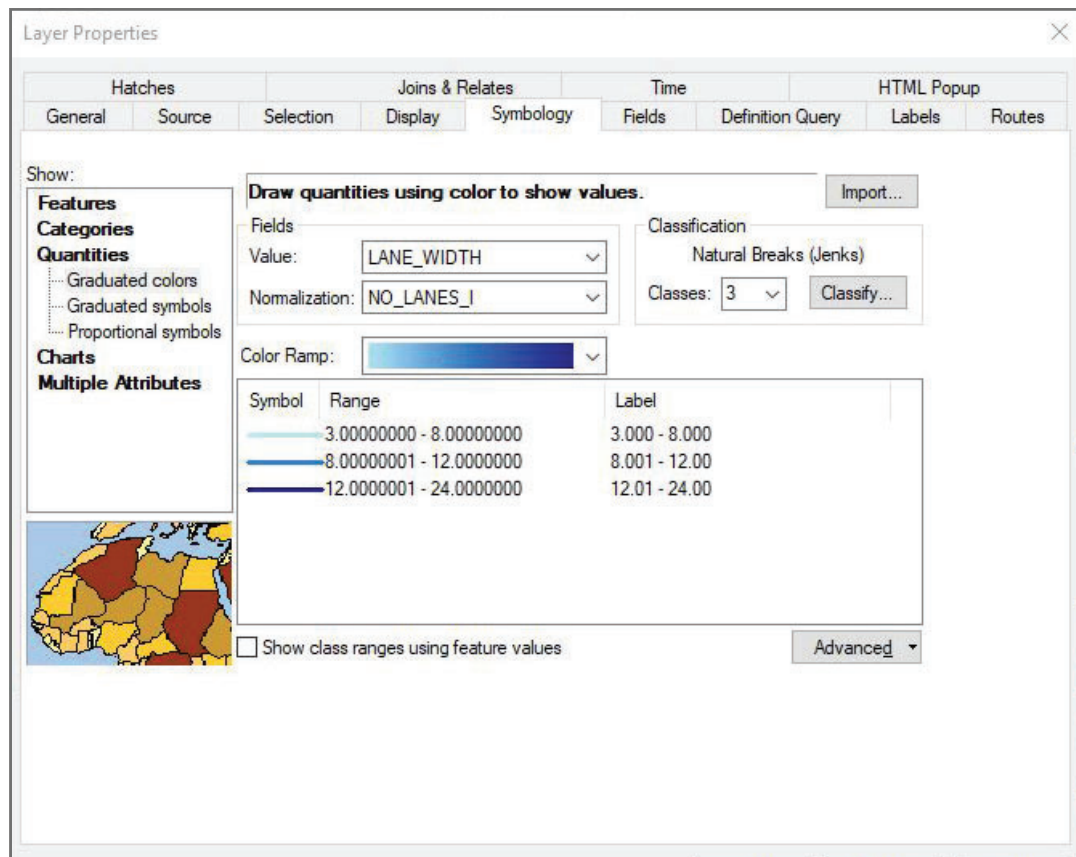 Layer Properties
Hatches Joins & Relates Time HTML Popup
General Source Selection Display Symbology Fields Definition Query Labels Routes
Show:
Features
Categories
Quantities
Graduated colors
Graduated symbols
Proportional symbols
Charts
Multiple Attributes
Draw quantities using color to show values.
Import...
Fields
Value: LANE_WIDTH
Normalization: NO_LANES_I
Classification
Natural Breaks (Jenks)
Classes: 3 Classify...
Color Ramp:
Symbol Range Label
3.00000000 - 8.00000000 3.000 - 8.000
8.00000001 - 12.0000000 8.001 - 12.00
12.0000001 - 24.0000000 12.01 - 24.00
Show class ranges using feature values
Advanced